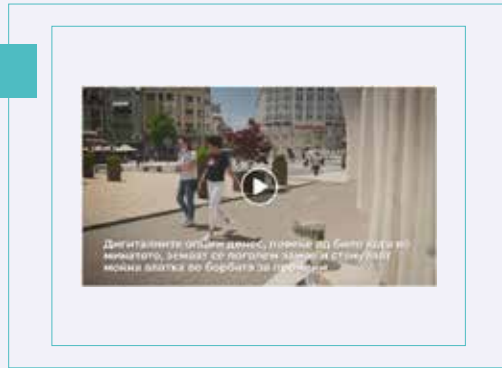 Дигиталните опции денес, повеќе од било кога во
минатото, земаат се поголем замав и стануваат
моќна алатка во борбата за промени